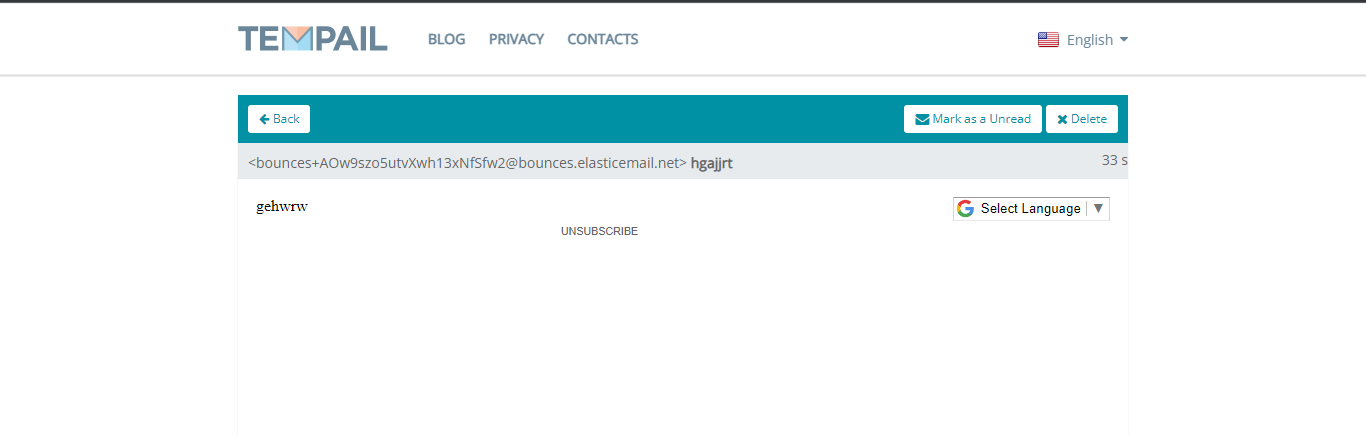 TEMPAIL BLOG PRIVACY CONTACTS English
Back Mark as a Unread Delete
<bounces+AOw9szo5utvXwh13xNfSfw2@bounces.elasticemail.net> hgajjrt 33 s
gehwrw Select Language ▼
UNSUBSCRIBE